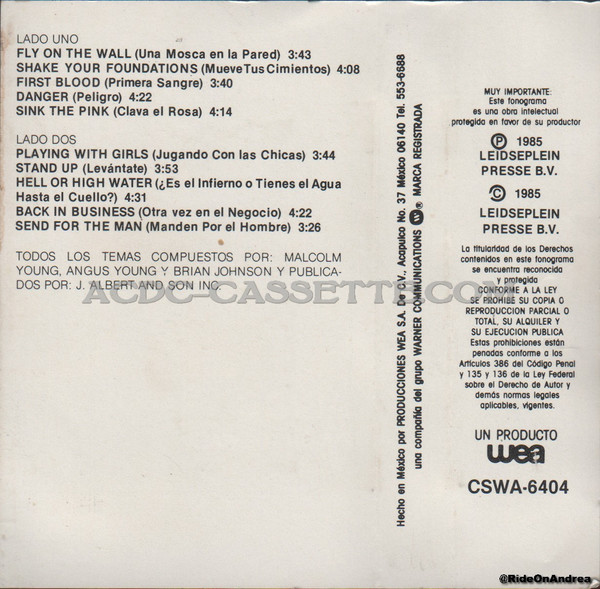 LADO UNO
FLY ON THE WALL (Una Mosca en la Pared) 3:43
SHAKE YOUR FOUNDATIONS (Mueve Tus Cimientos) 4:08
FIRST BLOOD (Primera Sangre) 3:40
DANGER (Peligro) 4:22
SINK THE PINK (Clava el Rosa) 4:14
LADO DOS
PLAYING WITH GIRLS (Jugando Con las Chicas) 3:44
STAND UP (Levántate) 3:53
HELL OR HIGH WATER (¿Es el Infierno o Tienes el Agua
Hasta el Cuello?) 4:31
BACK IN BUSINESS (Otra vez en el Negocio) 4:22
SEND FOR THE MAN (Manden Por el Hombre) 3:26
TODOS LOS TEMAS COMPUESTOS POR: MALCOLM
YOUNG, ANGUS YOUNG Y BRIAN JOHNSON Y PUBLICA-
DOS POR: J. ALBERT AND SON INC.
ACDC-CASSETTE.COM
Hecho en México por PRODUCCIONES WEA S.A. De C.V., Acapulco No. 37 México 06140 Tel. 553-6688
una compañía del grupo WARNER COMMUNICATIONS ® MARCA REGISTRADA
MUY IMPORTANTE:
Este fonograma
es una obra intelectual
protegida en favor de su productor
Ⓟ 1985
LEIDSEPLEIN
PRESSE B.V.
© 1985
LEIDSEPLEIN
PRESSE B.V.
La titularidad de los Derechos
contenidos en este fonograma
se encuentra reconocida
y protegida
CONFORME A LA LEY
SE PROHIBE SU COPIA O
REPRODUCCION PARCIAL O
TOTAL, SU ALQUILER Y
SU EJECUCION PUBLICA
Estas prohibiciones están
penadas conforme a los
Artículos 386 del Código Penal
y 135 y 136 de la Ley Federal
sobre el Derecho de Autor y
demás normas legales
aplicables, vigentes.
UN PRODUCTO
wea
CSWA-6404
@RideOnAndrea